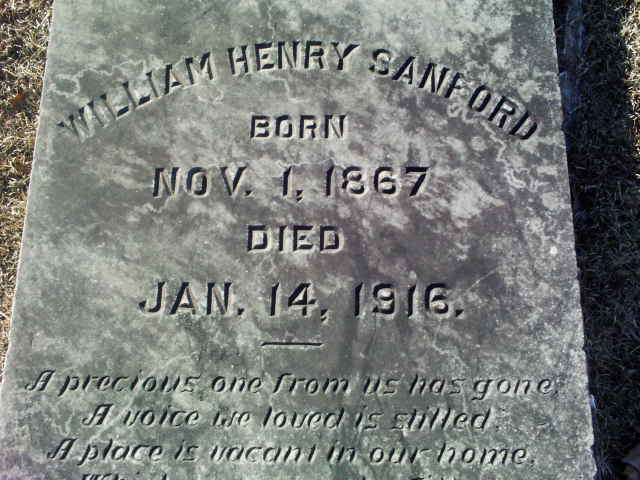 WILLIAM HENRY SANFORD
BORN
NOV. 1, 1867
DIED
JAN. 14, 1916.
A precious one from us has gone,
A voice we loved is stilled;
A place is vacant in our home,
Which